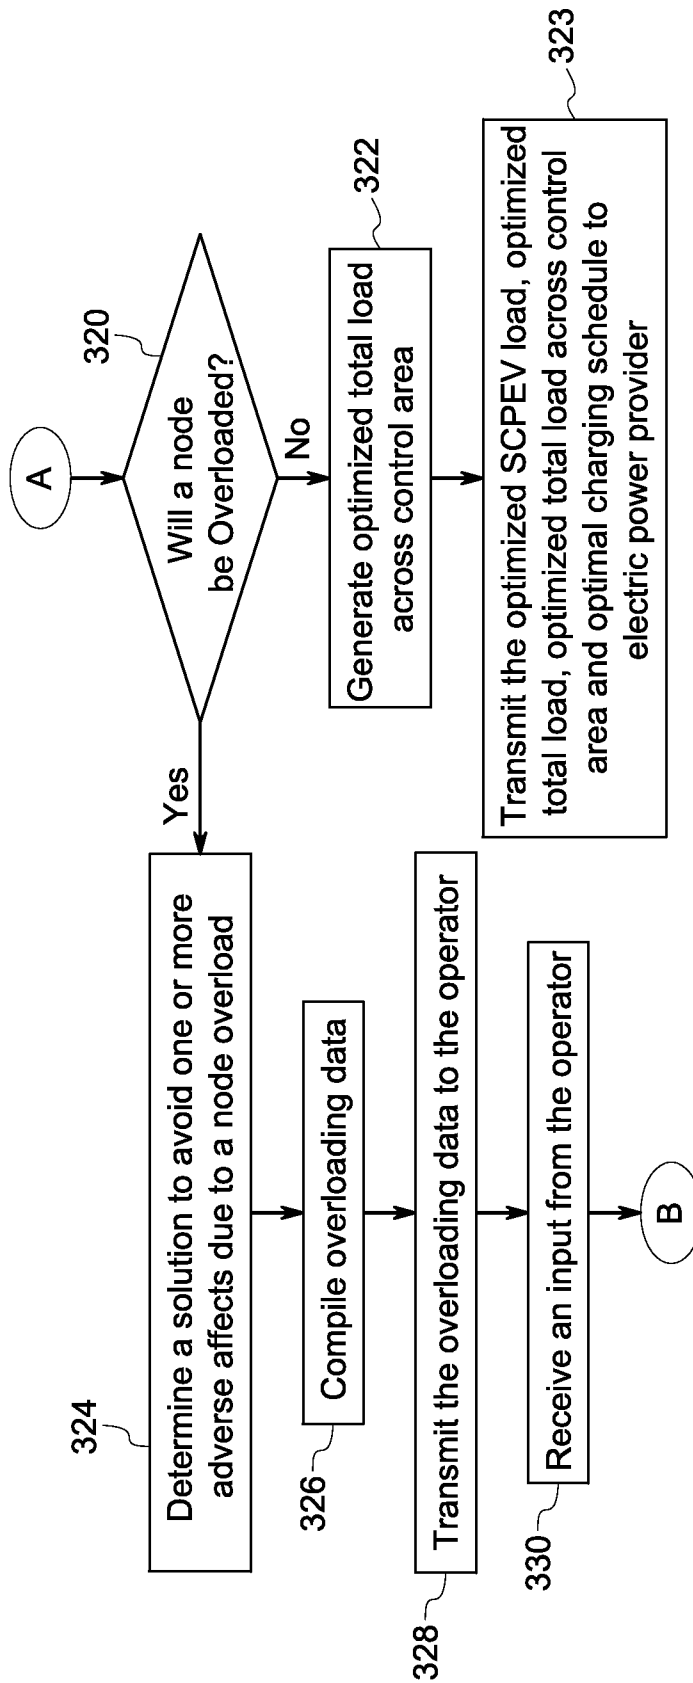 A
320
Will a node
be Overloaded?
Yes
No
324
Determine a solution to avoid one or more
adverse affects due to a node overload
322
Generate optimized total load
across control area
326
Compile overloading data
323
Transmit the optimized SCPEV load, optimized
total load, optimized total load across control
area and optimal charging schedule to
electric power provider
328
Transmit the overloading data to the operator
330
Receive an input from the operator
B